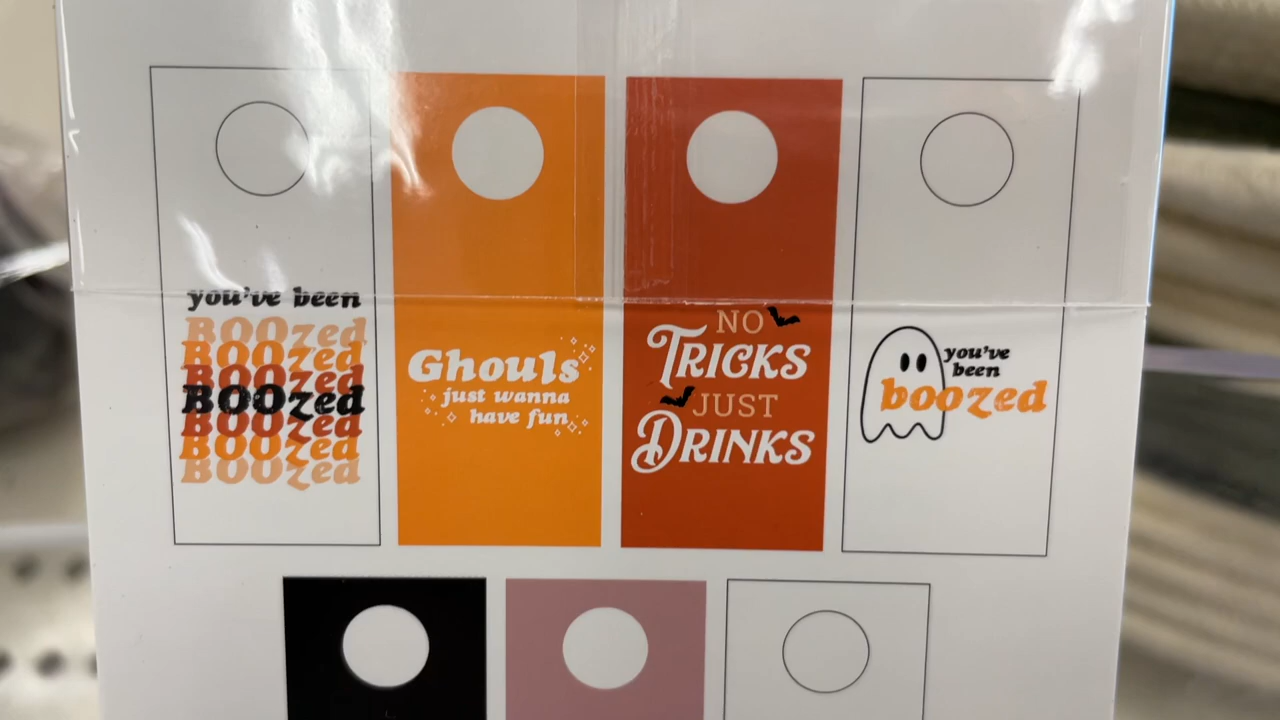 you've been
BOOzed
BOOzed
BOOzed
BOOzed
BOOzed
BOOzed
BOOzed
Ghouls
just wanna
have fun
NO
TRICKS
JUST
DRINKS
you've
been
boozed